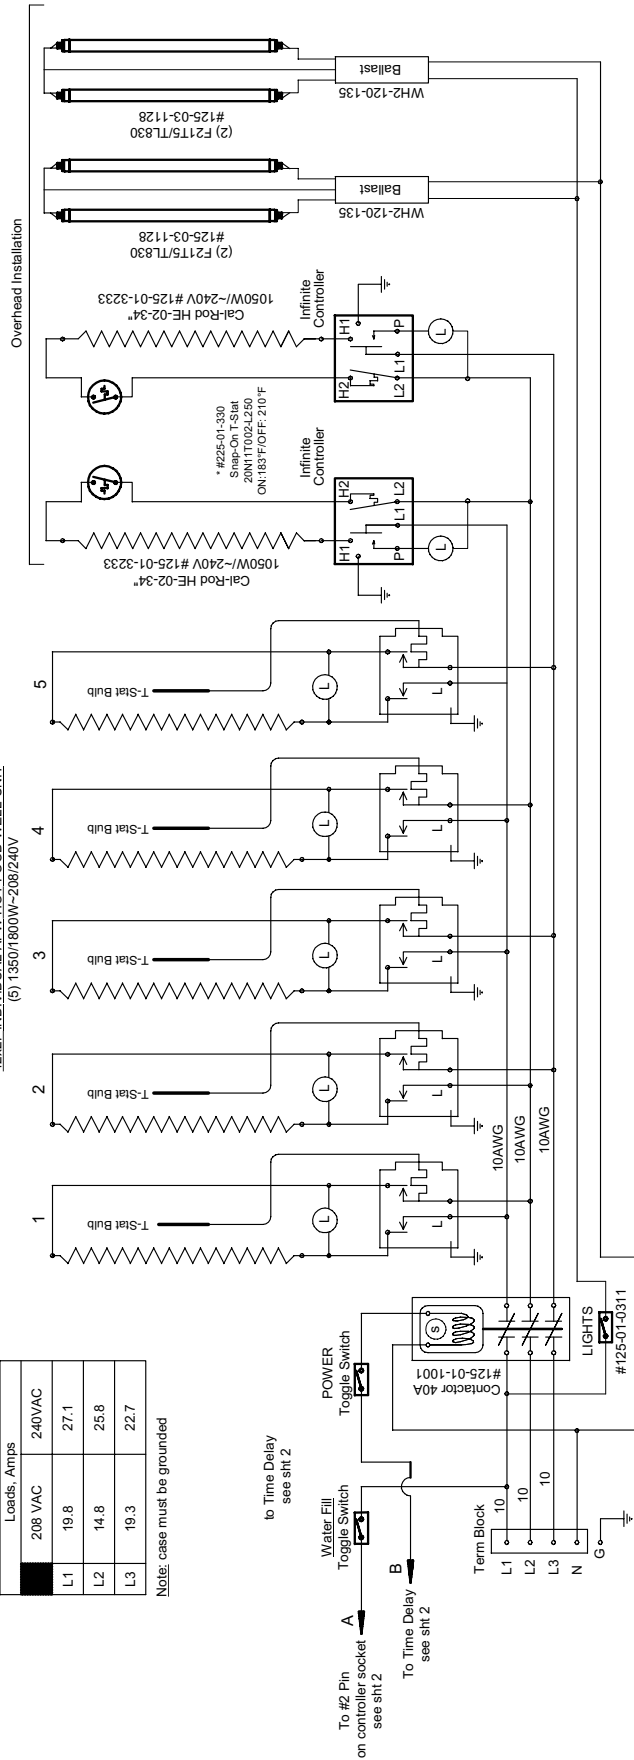 Overhead Installation
(2) F21T5/TL830
#125-03-1128
Ballast
WH2-120-135
(2) F21T5/TL830
#125-03-1128
Ballast
WH2-120-135
Cal-Rod HE-02-34"
1050W/~240V #125-01-3233
Infinite
Controller
H1
H2
P
L1
L2
L
* #225-01-330
Snap-On T-Stat
20N11T002-L250
ON:183°F/OFF: 210°F
Cal-Rod HE-02-34"
1050W/~240V #125-01-3233
Infinite
Controller
H2
H1
L2
L1
P
L
(5) 1350/1800W~208/240V
5
T-Stat Bulb
L
L
4
T-Stat Bulb
L
L
3
T-Stat Bulb
L
L
2
T-Stat Bulb
L
L
1
T-Stat Bulb
L
L
10AWG
10AWG
10AWG
Loads, Amps
208 VAC 240VAC
L1 19.8 27.1
L2 14.8 25.8
L3 19.3 22.7
Note: case must be grounded
to Time Delay
see sht 2
POWER
Toggle Switch
Water Fill
Toggle Switch
S
Contactor 40A
#125-01-1001
LIGHTS
#125-01-0311
A
To #2 Pin
on controller socket
see sht 2
B
To Time Delay
see sht 2
Term Block
L1
L2
L3
N
G
10
10
10